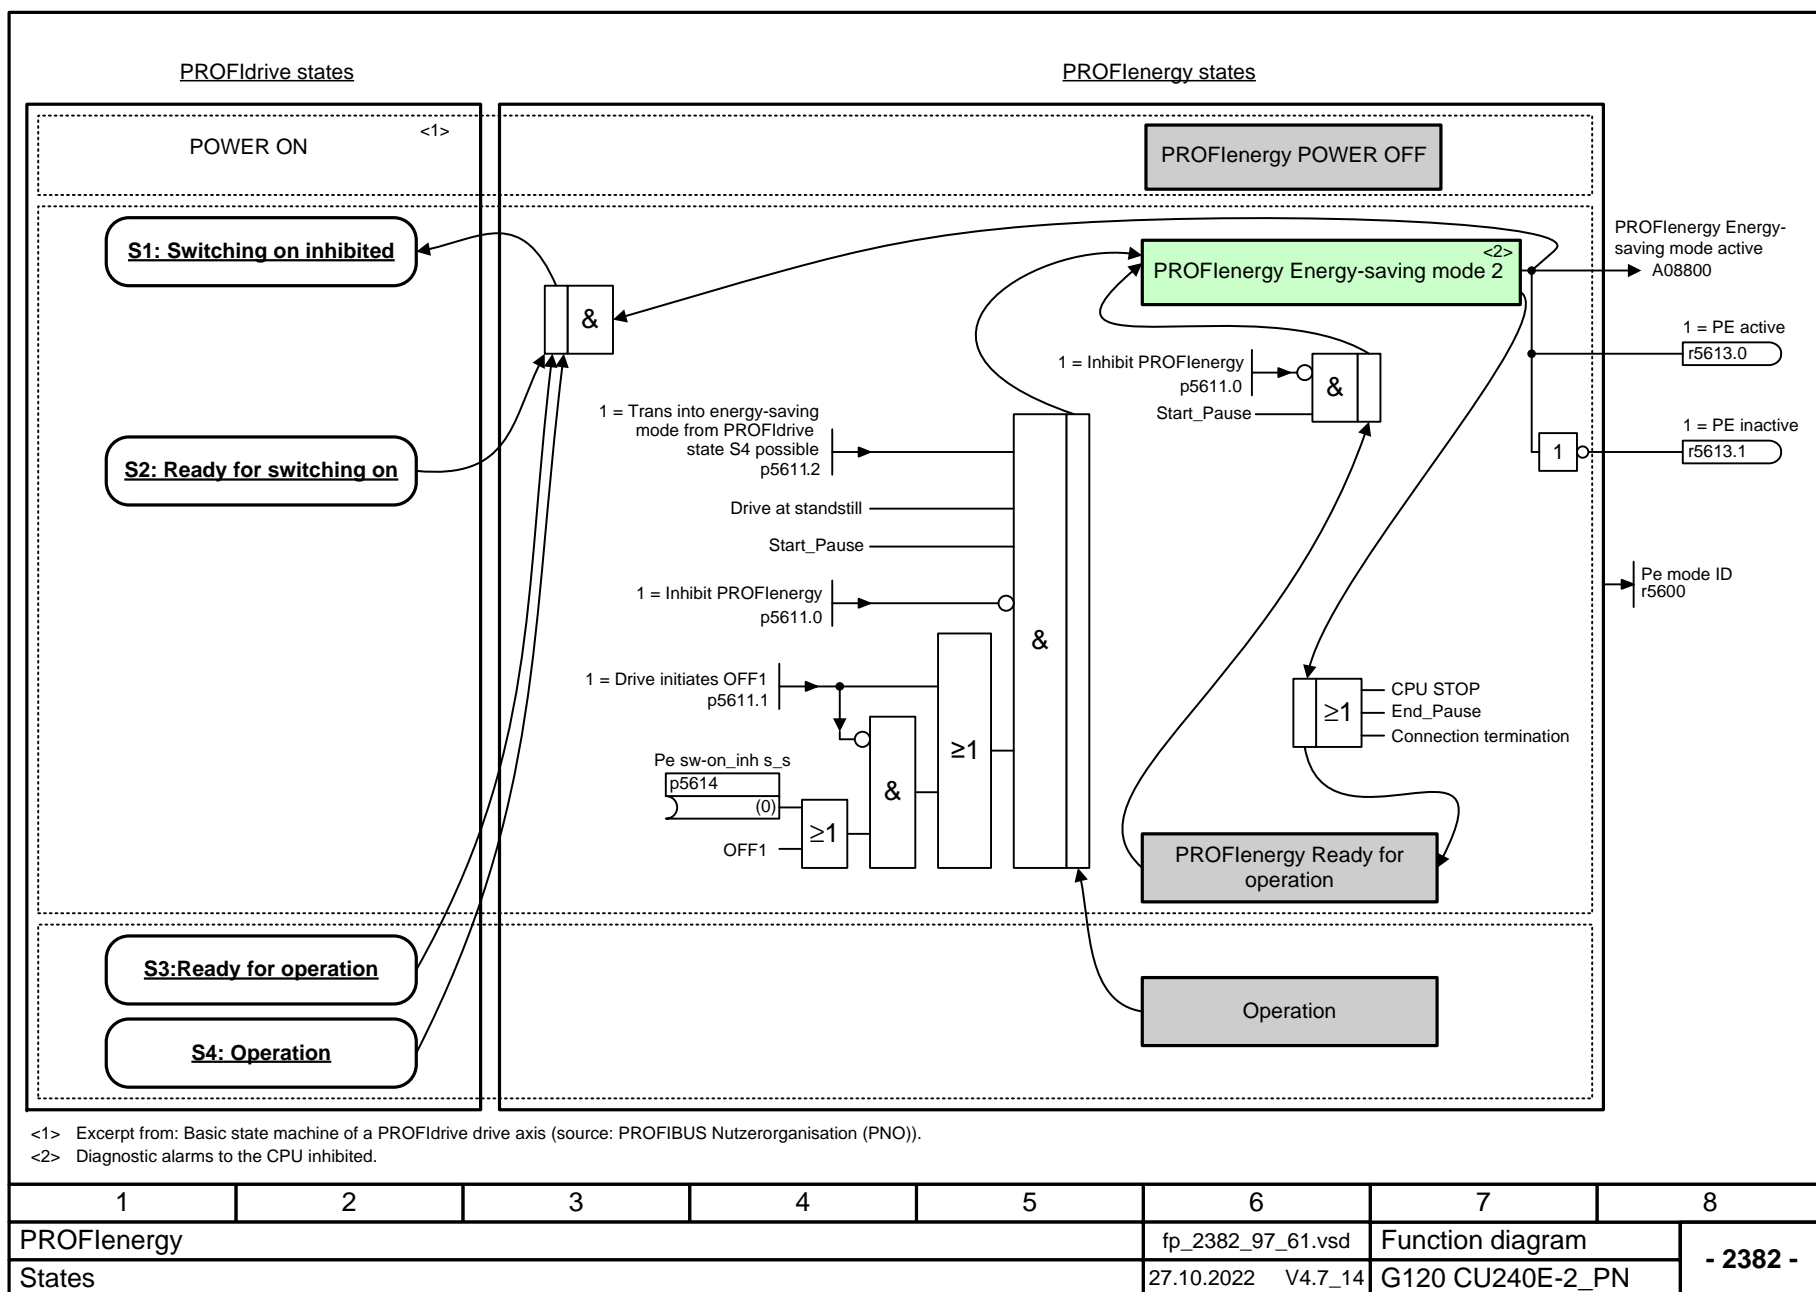 PROFIdrive states
PROFIenergy states
POWER ON
<1>
PROFIenergy POWER OFF
S1: Switching on inhibited
PROFIenergy Energy-saving mode 2
<2>
PROFIenergy Energy-
saving mode active
A08800
&
1 = PE active
r5613.0
1 = Inhibit PROFIenergy
p5611.0
&
Start_Pause
1 = PE inactive
r5613.1
1
1 = Trans into energy-saving
mode from PROFIdrive
state S4 possible
p5611.2
S2: Ready for switching on
Drive at standstill
Start_Pause
1 = Inhibit PROFIenergy
p5611.0
&
Pe mode ID
r5600
1 = Drive initiates OFF1
p5611.1
≥1
CPU STOP
End_Pause
Connection termination
≥1
Pe sw-on_inh s_s
p5614
(0)
&
≥1
OFF1
PROFIenergy Ready for
operation
S3:Ready for operation
Operation
S4: Operation
<1> Excerpt from: Basic state machine of a PROFIdrive drive axis (source: PROFIBUS Nutzerorganisation (PNO)).
<2> Diagnostic alarms to the CPU inhibited.
1 2 3 4 5 6 7 8
PROFIenergy
fp_2382_97_61.vsd
Function diagram
- 2382 -
States
27.10.2022 V4.7_14
G120 CU240E-2_PN